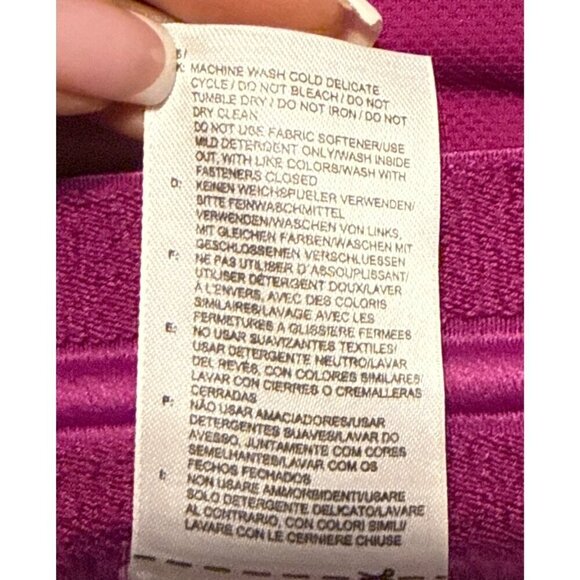 S/
K: MACHINE WASH COLD DELICATE
CYCLE / DO NOT BLEACH / DO NOT
TUMBLE DRY / DO NOT IRON / DO NOT
DRY CLEAN
DO NOT USE FABRIC SOFTENER/USE
MILD DETERGENT ONLY/WASH INSIDE
OUT, WITH LIKE COLORS/WASH WITH
FASTENERS CLOSED
D: KEINEN WEICHSPUELER VERWENDEN/
BITTE FEINWASCHMITTEL
VERWENDEN/WASCHEN VON LINKS,
MIT GLEICHEN FARBEN/WASCHEN MIT
GESCHLOSSENEN VERSCHLUESSEN
F: NE PAS UTILISER D'ASSOUPLISSANT/
UTILISER DÉTERGENT DOUX/LAVER
À L'ENVERS, AVEC DES COLORIS
SIMILAIRES/LAVAGE AVEC LES
FERMETURES À GLISSIÈRE FERMÉES
E: NO USAR SUAVIZANTES TEXTILES/
USAR DETERGENTE NEUTRO/LAVAR
DEL REVÉS, CON COLORES SIMILARES/
LAVAR CON CIERRES O CREMALLERAS
CERRADAS
P: NÃO USAR AMACIADORES/USAR
DETERGENTES SUAVES/LAVAR DO
AVESSO, JUNTAMENTE COM CORES
SEMELHANTES/LAVAR COM OS
FECHOS FECHADOS
I: NON USARE AMMORBIDENTI/USARE
SOLO DETERGENTE DELICATO/LAVARE
AL CONTRARIO, CON COLORI SIMILI/
LAVARE CON LE CERNIERE CHIUSE